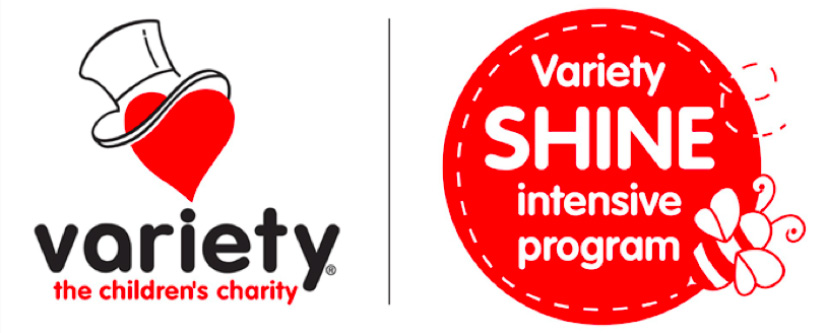 variety®
the children's charity
Variety
SHINE
intensive
program